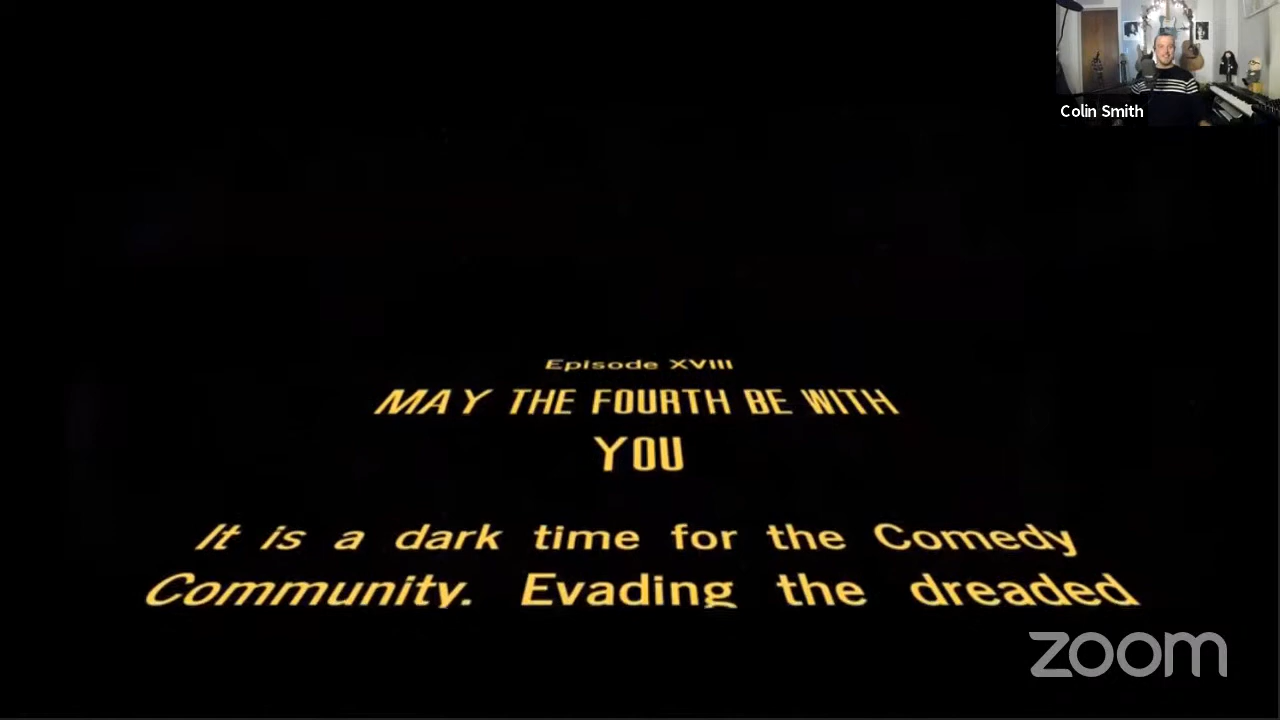 Colin Smith
Episode XVIII
MAY THE FOURTH BE WITH
YOU
It is a dark time for the Comedy
Community. Evading the dreaded
zoom